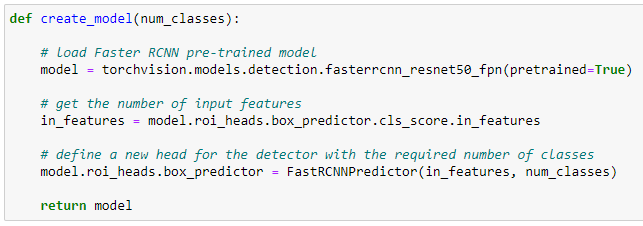 def create_model(num_classes):
# load Faster RCNN pre-trained model
model = torchvision.models.detection.fasterrcnn_resnet50_fpn(pretrained=True)
# get the number of input features
in_features = model.roi_heads.box_predictor.cls_score.in_features
# define a new head for the detector with the required number of classes
model.roi_heads.box_predictor = FastRCNNPredictor(in_features, num_classes)
return model